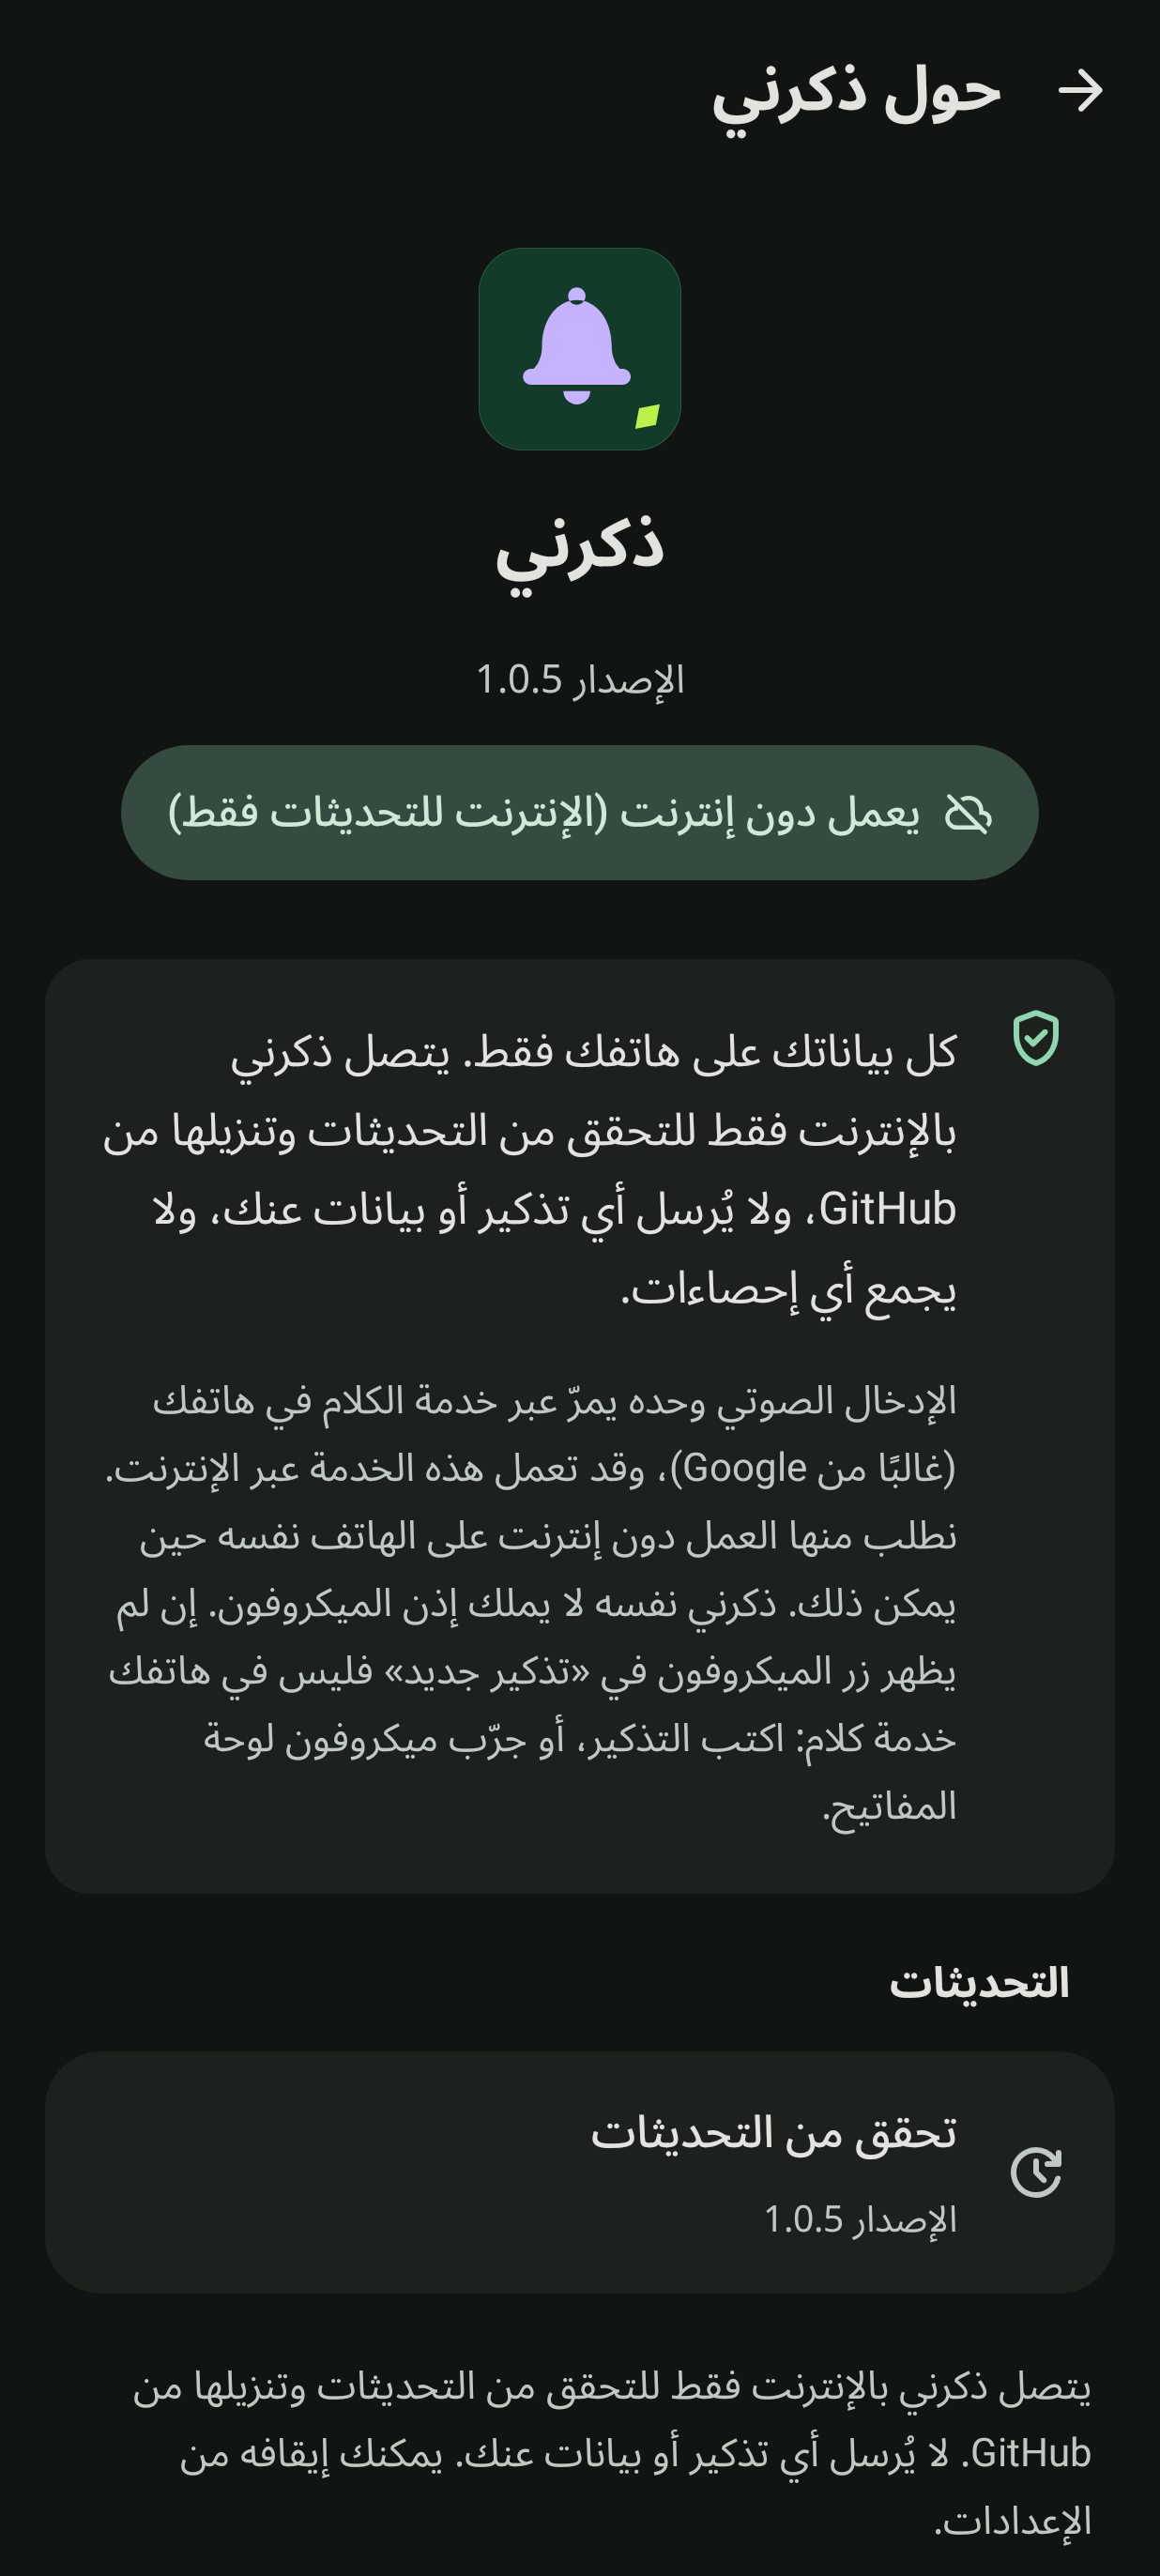 حول ذكرني
ذكرني
الإصدار 1.0.5
يعمل دون إنترنت (الإنترنت للتحديثات فقط)
كل بياناتك على هاتفك فقط. يتصل ذكرني
بالإنترنت فقط للتحقق من التحديثات وتنزيلها من
GitHub، ولا يُرسل أي تذكير أو بيانات عنك، ولا
يجمع أي إحصاءات.
الإدخال الصوتي وحده يمرّ عبر خدمة الكلام في هاتفك
(غالبًا من Google)، وقد تعمل هذه الخدمة عبر الإنترنت.
نطلب منها العمل دون إنترنت على الهاتف نفسه حين
يمكن ذلك. ذكرني نفسه لا يملك إذن الميكروفون. إن لم
يظهر زر الميكروفون في «تذكير جديد» فليس في هاتفك
خدمة كلام: اكتب التذكير، أو جرّب ميكروفون لوحة
المفاتيح.
التحديثات
تحقق من التحديثات
الإصدار 1.0.5
يتصل ذكرني بالإنترنت فقط للتحقق من التحديثات وتنزيلها من
GitHub. لا يُرسل أي تذكير أو بيانات عنك. يمكنك إيقافه من
الإعدادات.